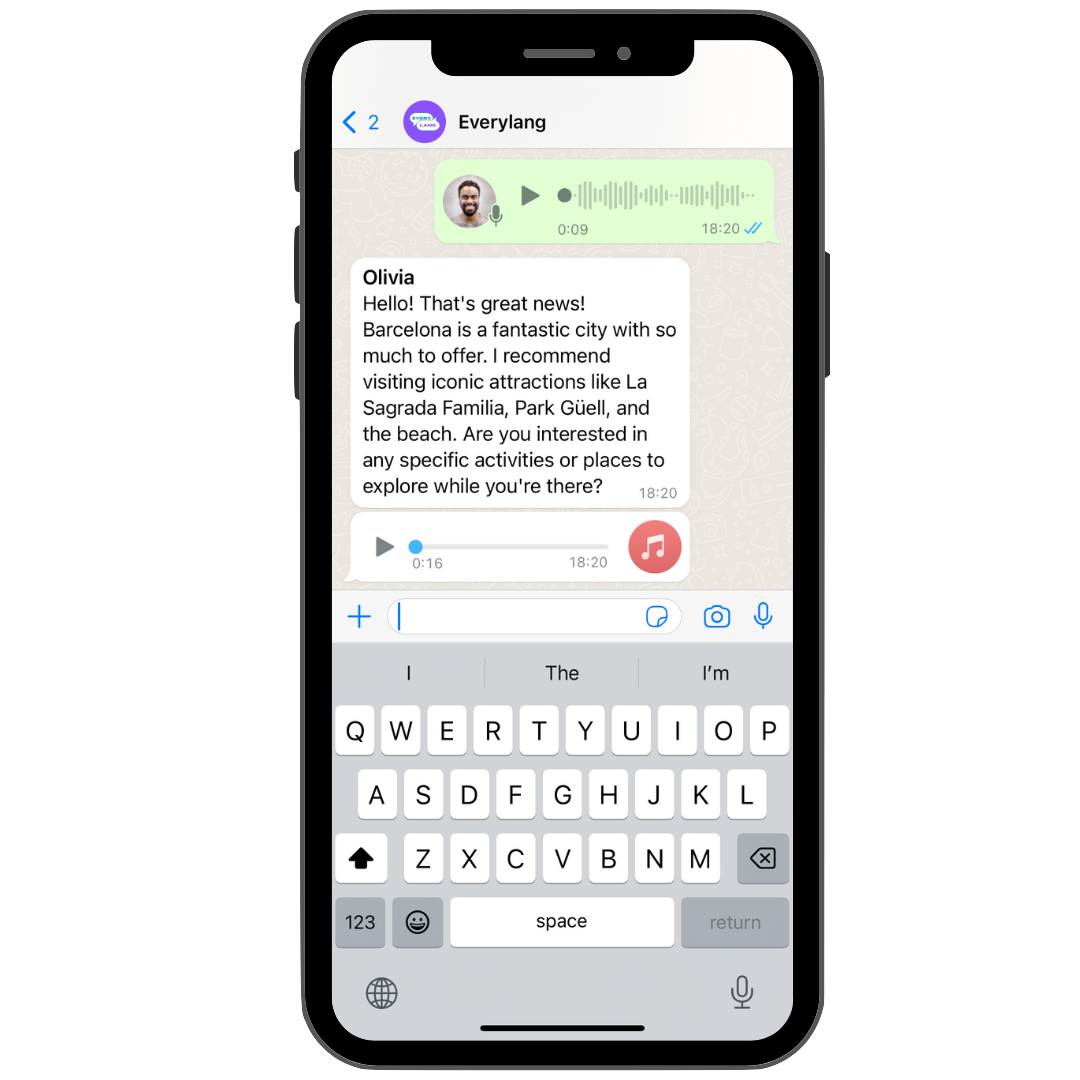 2
EVERY
LANG
Everylang
0:09
18:20
Olivia
Hello! That's great news!
Barcelona is a fantastic city with so
much to offer. I recommend
visiting iconic attractions like La
Sagrada Familia, Park Güell, and
the beach. Are you interested in
any specific activities or places to
explore while you're there?
18:20
0:16
18:20
I The I’m
Q W E R T Y U I O P
A S D F G H J K L
Z X C V B N M
123 space return